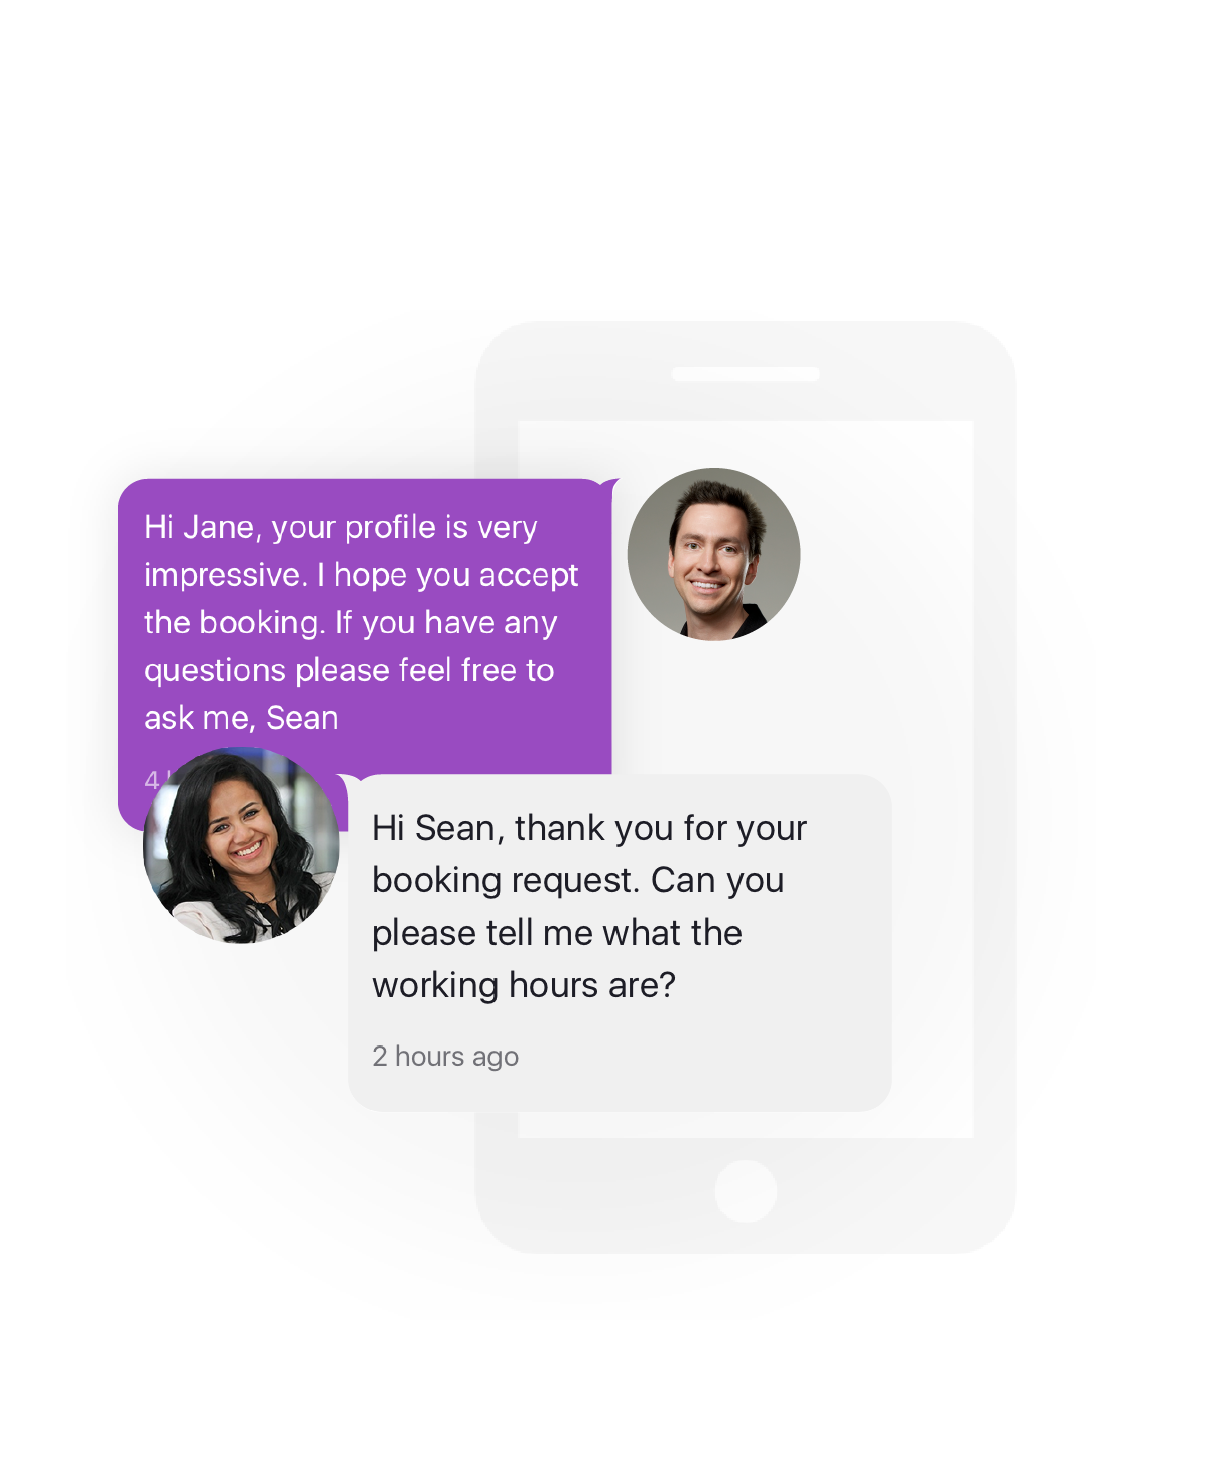 Hi Jane, your profile is very
impressive. I hope you accept
the booking. If you have any
questions please feel free to
ask me, Sean
4
Hi Sean, thank you for your
booking request. Can you
please tell me what the
working hours are?
2 hours ago